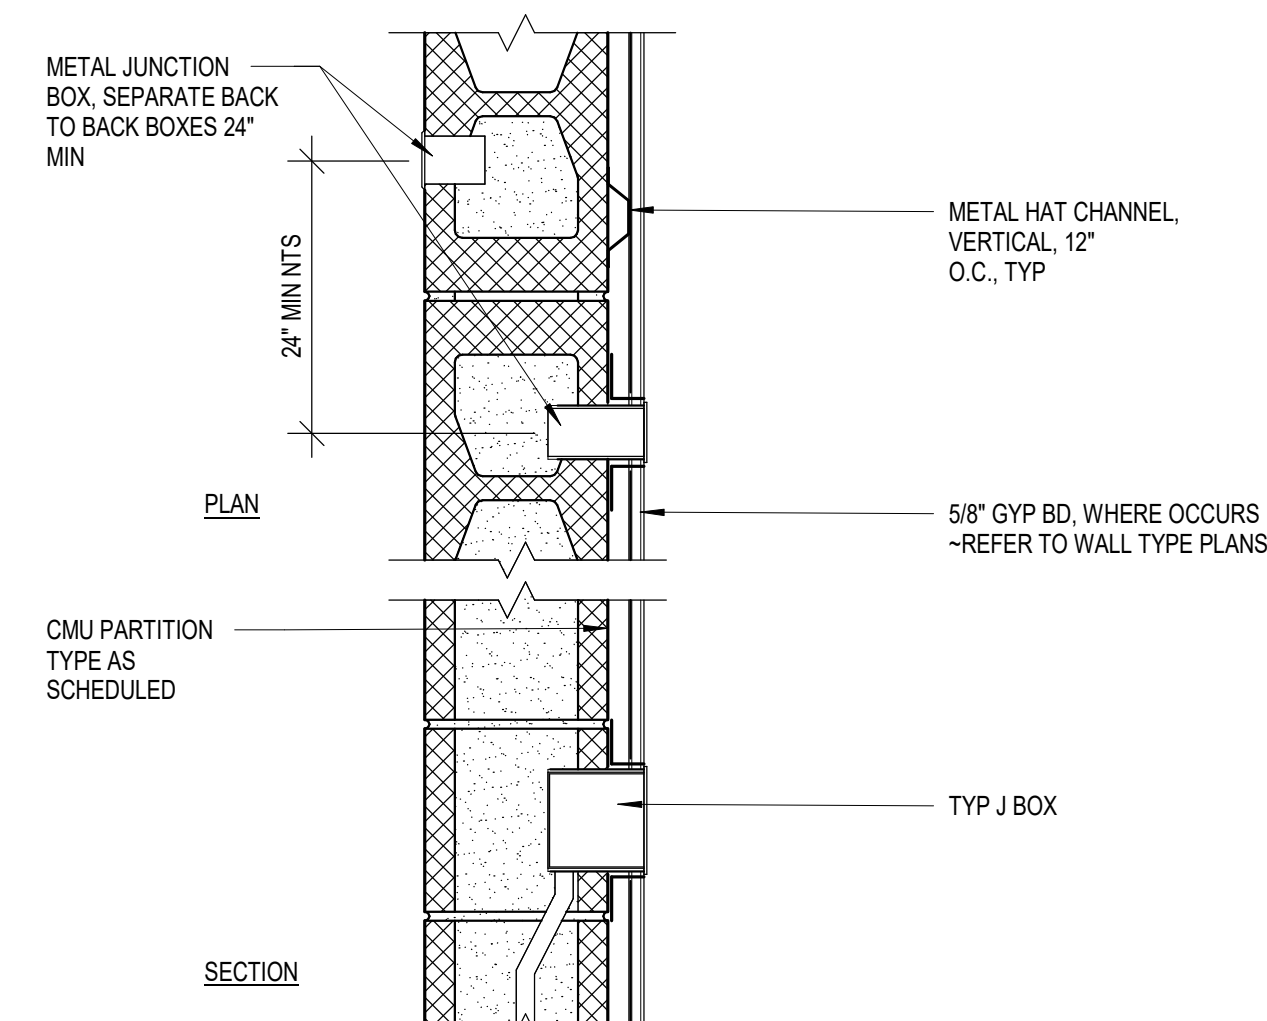 METAL JUNCTION
BOX, SEPARATE BACK
TO BACK BOXES 24"
MIN
METAL HAT CHANNEL,
VERTICAL, 12"
O.C., TYP
24" MIN NTS
PLAN
5/8" GYP BD, WHERE OCCURS
~REFER TO WALL TYPE PLANS
CMU PARTITION
TYPE AS
SCHEDULED
TYP J BOX
SECTION